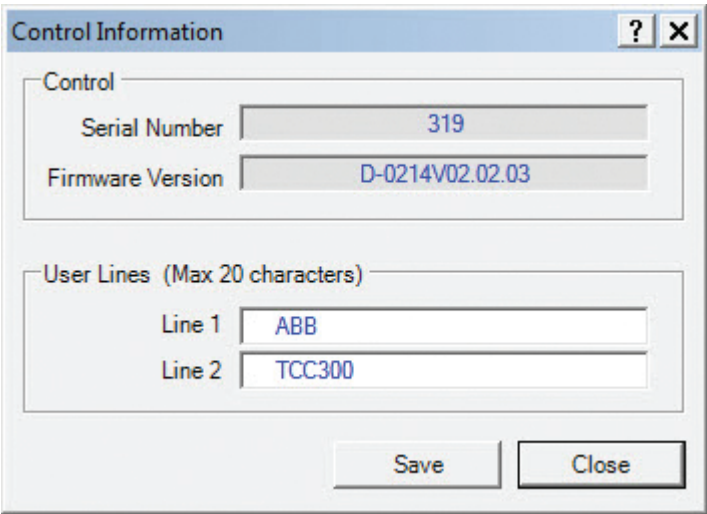 Control Information
? X
Control
Serial Number 319
Firmware Version D-0214V02.02.03
User Lines (Max 20 characters)
Line 1 ABB
Line 2 TCC300
Save Close